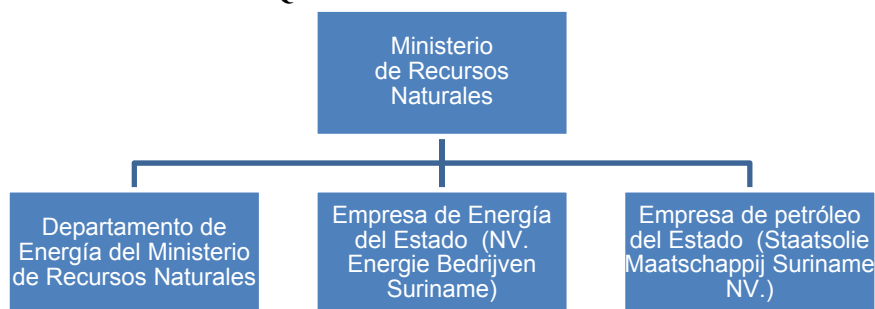 Ministerio
de Recursos
Naturales
Departamento de
Energía del Ministerio
de Recursos Naturales
Empresa de Energía
del Estado (NV.
Energie Bedrijven
Suriname)
Empresa de petróleo
del Estado (Staatsolie
Maatschappij Suriname
NV.)